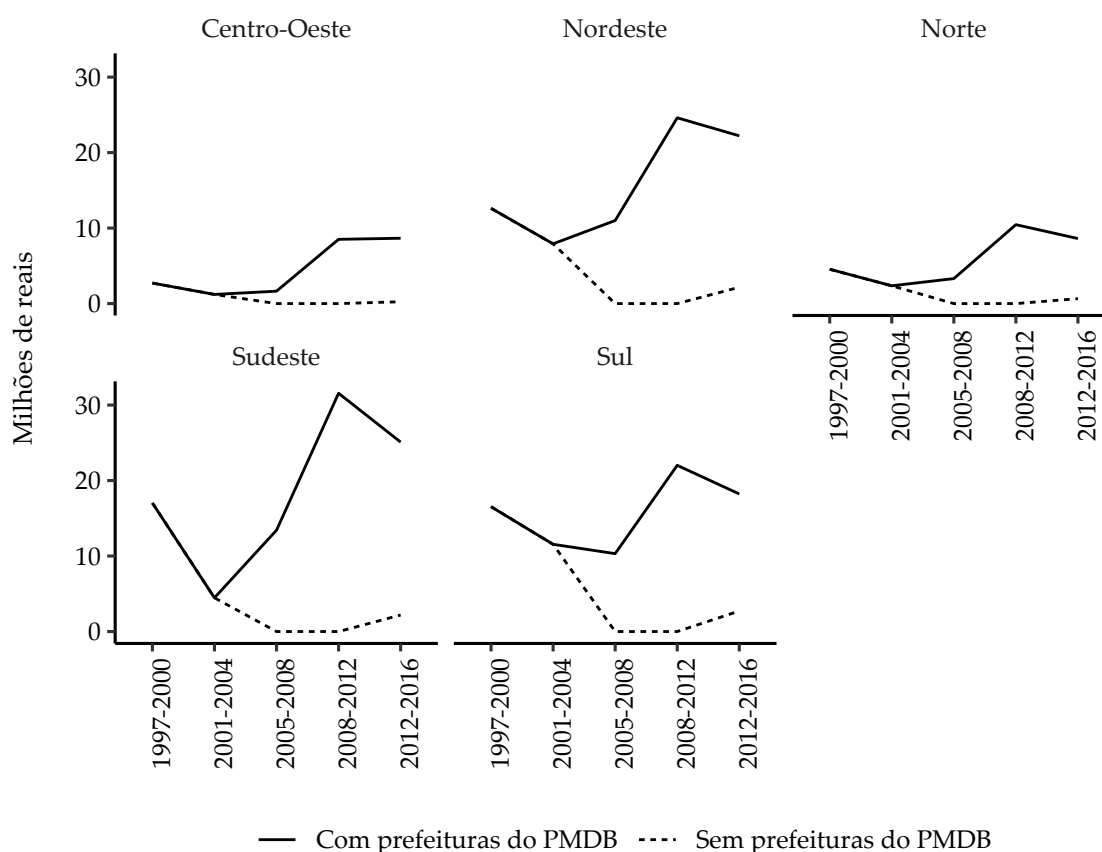 Centro-Oeste Nordeste Norte
30
20
10
0
Milhões de reais
1997-2000 2001-2004 2005-2008 2008-2012 2012-2016
Sudeste Sul
30
20
10
0
1997-2000 2001-2004 2005-2008 2008-2012 2012-2016
1997-2000 2001-2004 2005-2008 2008-2012 2012-2016
Com prefeituras do PMDB Sem prefeituras do PMDB